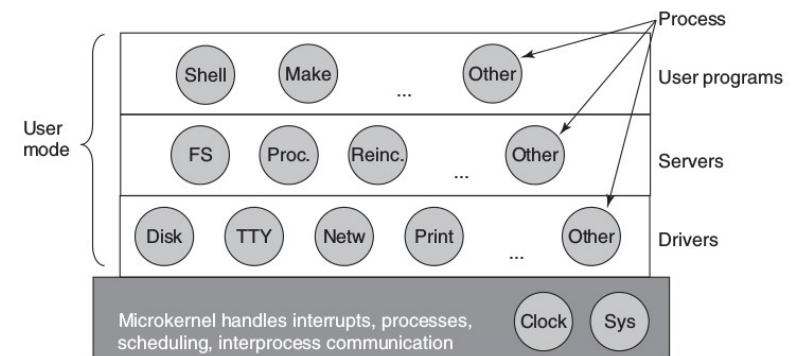 Process
Shell Make ... Other
User programs
User
mode
FS Proc. Reinc. ... Other
Servers
Disk TTY Netw Print ... Other
Drivers
Microkernel handles interrupts, processes,
scheduling, interprocess communication
Clock Sys